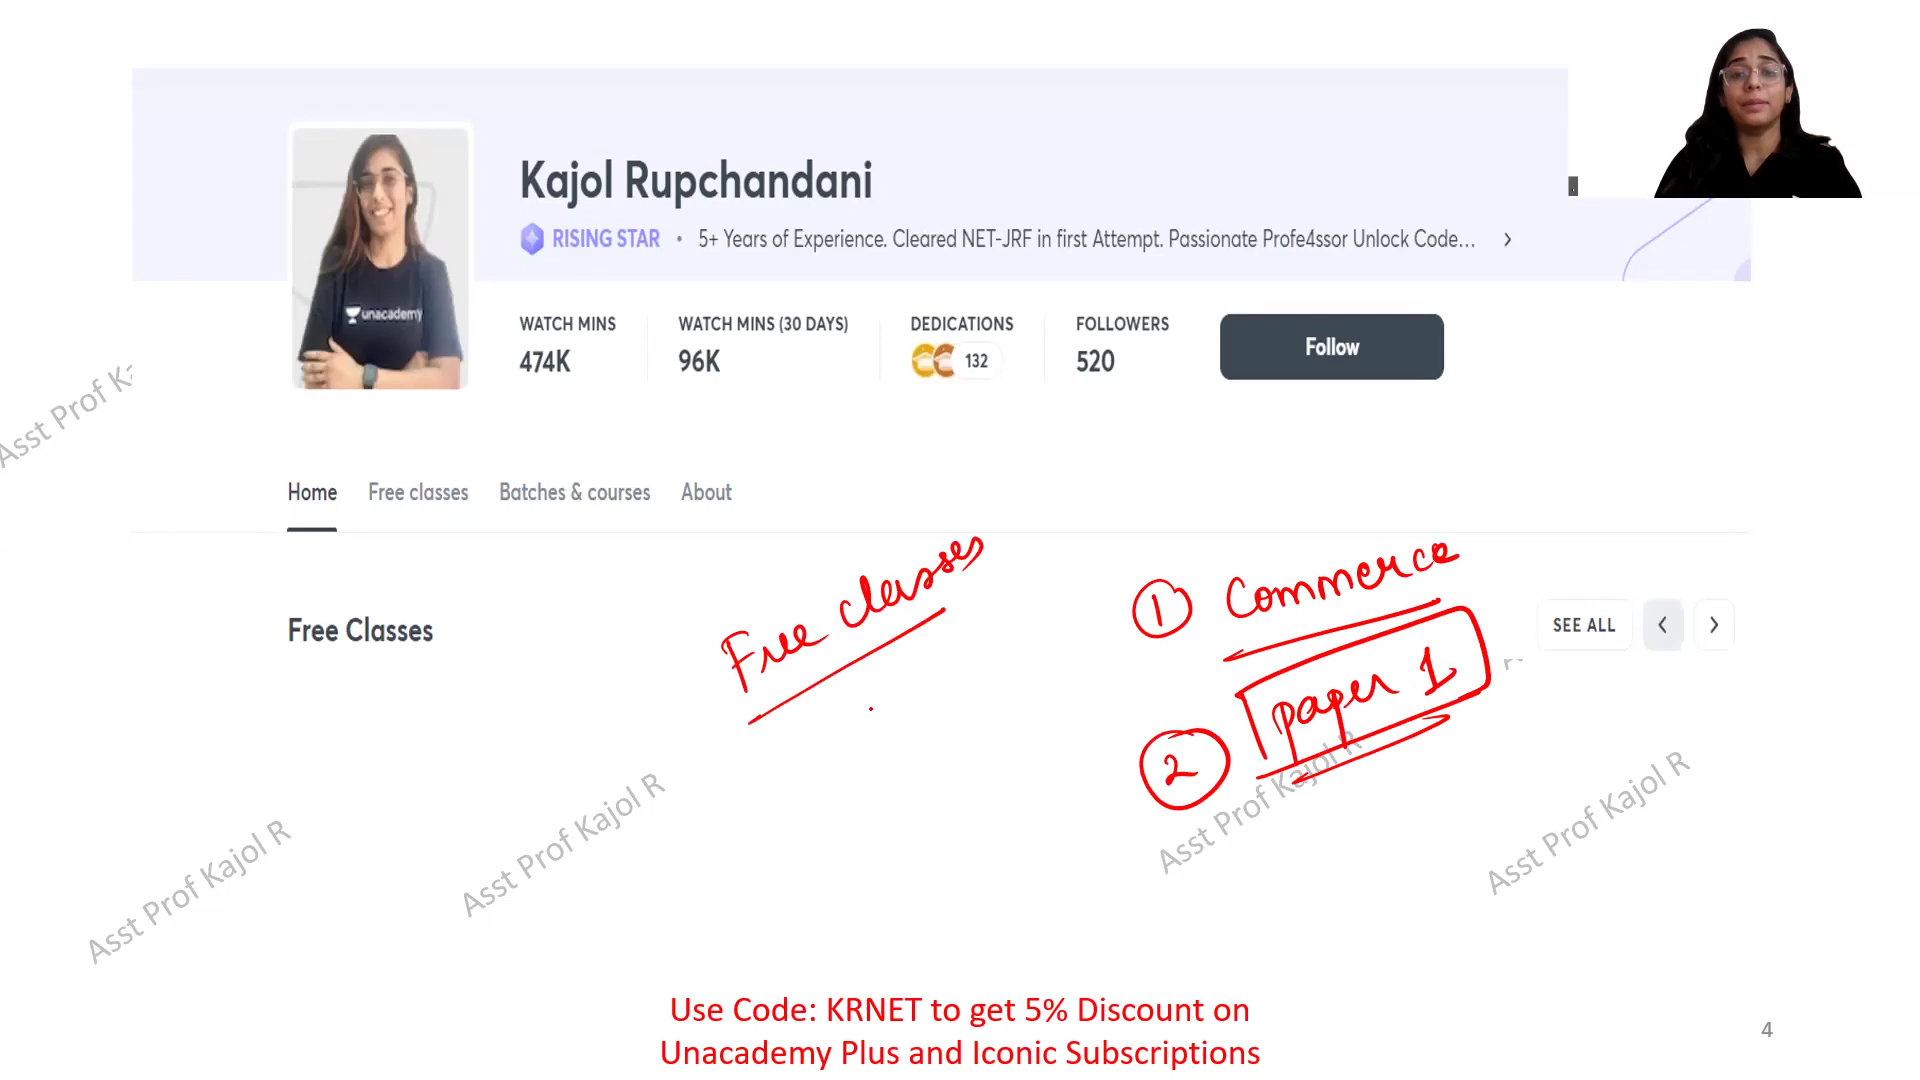 Kajol Rupchandani
RISING STAR • 5+ Years of Experience. Cleared NET-JRF in first Attempt. Passionate Profe4ssor Unlock Code...
unacademy
WATCH MINS WATCH MINS (30 DAYS) DEDICATIONS FOLLOWERS
474K 96K 132 520
Follow
Asst Prof Ka
Home Free classes Batches & courses About
Free classes
1 Commerce
Free Classes
SEE ALL
paper 1
2
Asst Prof Kajol R
Asst Prof Kajol R
Asst Prof Kajol R
Asst Prof Kajol R
Use Code: KRNET to get 5% Discount on
Unacademy Plus and Iconic Subscriptions
4